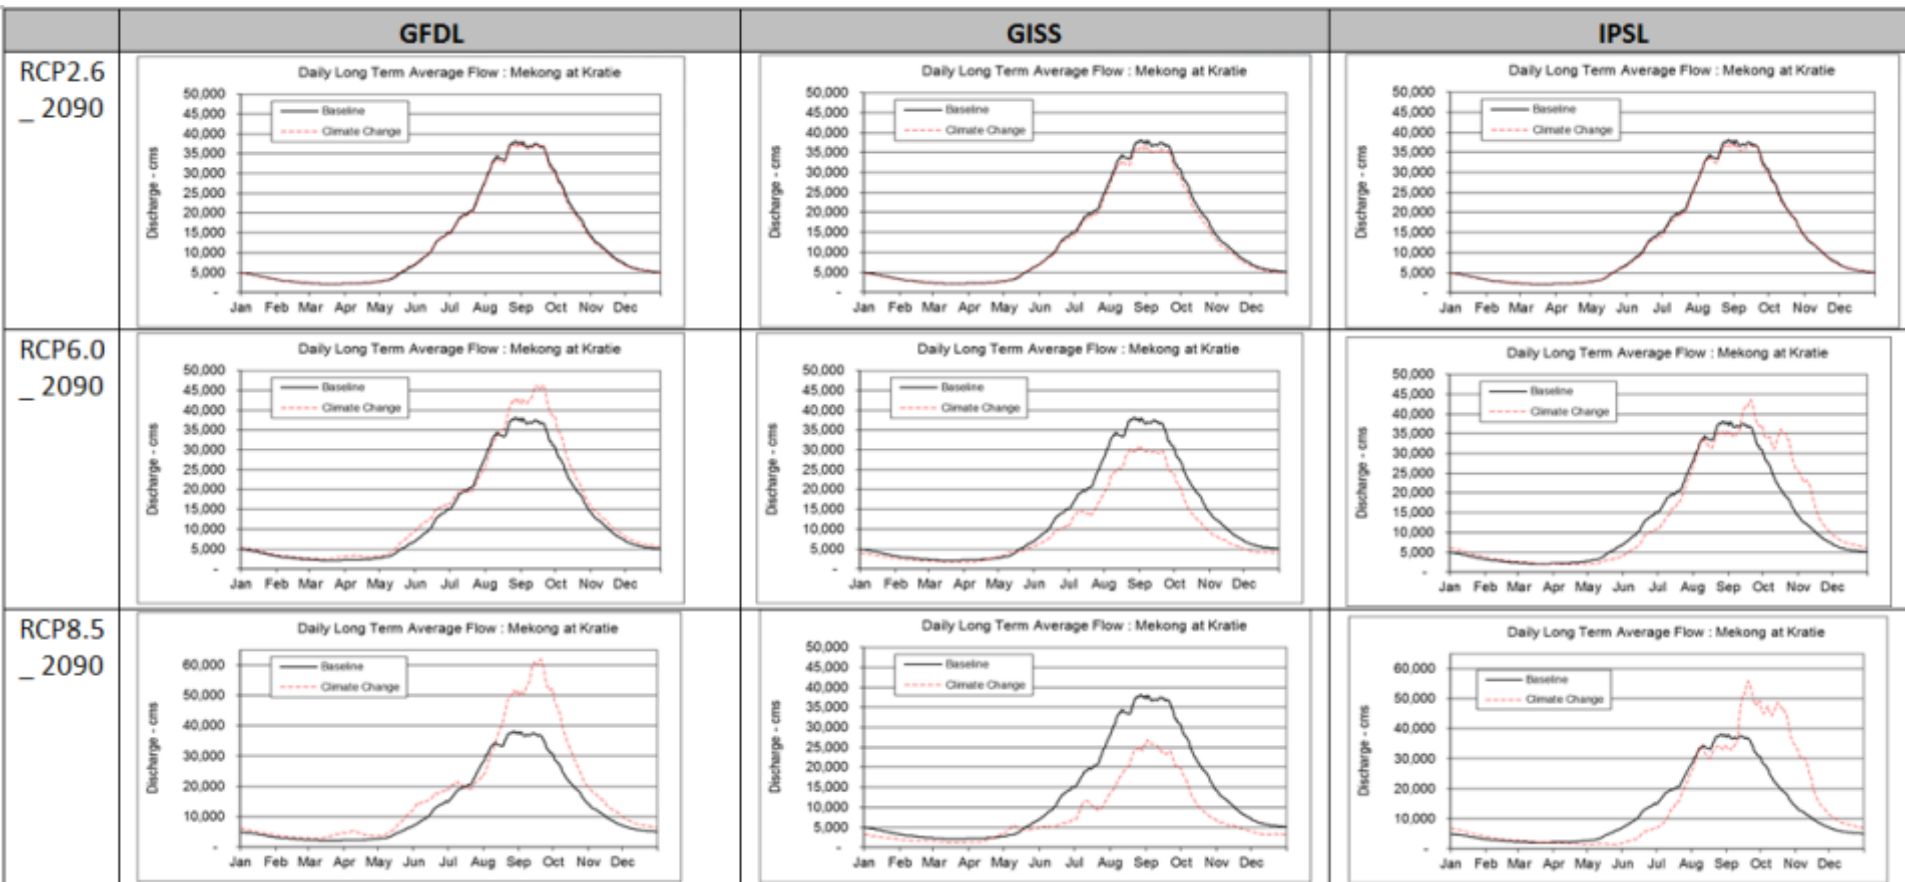 GFDL GISS IPSL
RCP2.6
_ 2090
Daily Long Term Average Flow : Mekong at Kratie
50,000
45,000
40,000
35,000
30,000
25,000
20,000
15,000
10,000
5,000
-
Discharge - cms
Baseline
Climate Change
Jan Feb Mar Apr May Jun Jul Aug Sep Oct Nov Dec
Daily Long Term Average Flow : Mekong at Kratie
50,000
45,000
40,000
35,000
30,000
25,000
20,000
15,000
10,000
5,000
-
Discharge - cms
Baseline
Climate Change
Jan Feb Mar Apr May Jun Jul Aug Sep Oct Nov Dec
Daily Long Term Average Flow : Mekong at Kratie
50,000
45,000
40,000
35,000
30,000
25,000
20,000
15,000
10,000
5,000
-
Discharge - cms
Baseline
Climate Change
Jan Feb Mar Apr May Jun Jul Aug Sep Oct Nov Dec
RCP6.0
_ 2090
Daily Long Term Average Flow : Mekong at Kratie
50,000
45,000
40,000
35,000
30,000
25,000
20,000
15,000
10,000
5,000
-
Discharge - cms
Baseline
Climate Change
Jan Feb Mar Apr May Jun Jul Aug Sep Oct Nov Dec
Daily Long Term Average Flow : Mekong at Kratie
50,000
45,000
40,000
35,000
30,000
25,000
20,000
15,000
10,000
5,000
-
Discharge - cms
Baseline
Climate Change
Jan Feb Mar Apr May Jun Jul Aug Sep Oct Nov Dec
Daily Long Term Average Flow : Mekong at Kratie
50,000
45,000
40,000
35,000
30,000
25,000
20,000
15,000
10,000
5,000
-
Discharge - cms
Baseline
Climate Change
Jan Feb Mar Apr May Jun Jul Aug Sep Oct Nov Dec
RCP8.5
_ 2090
Daily Long Term Average Flow : Mekong at Kratie
60,000
50,000
40,000
30,000
20,000
10,000
-
Discharge - cms
Baseline
Climate Change
Jan Feb Mar Apr May Jun Jul Aug Sep Oct Nov Dec
Daily Long Term Average Flow : Mekong at Kratie
50,000
45,000
40,000
35,000
30,000
25,000
20,000
15,000
10,000
5,000
-
Discharge - cms
Baseline
Climate Change
Jan Feb Mar Apr May Jun Jul Aug Sep Oct Nov Dec
Daily Long Term Average Flow : Mekong at Kratie
60,000
50,000
40,000
30,000
20,000
10,000
-
Discharge - cms
Baseline
Climate Change
Jan Feb Mar Apr May Jun Jul Aug Sep Oct Nov Dec